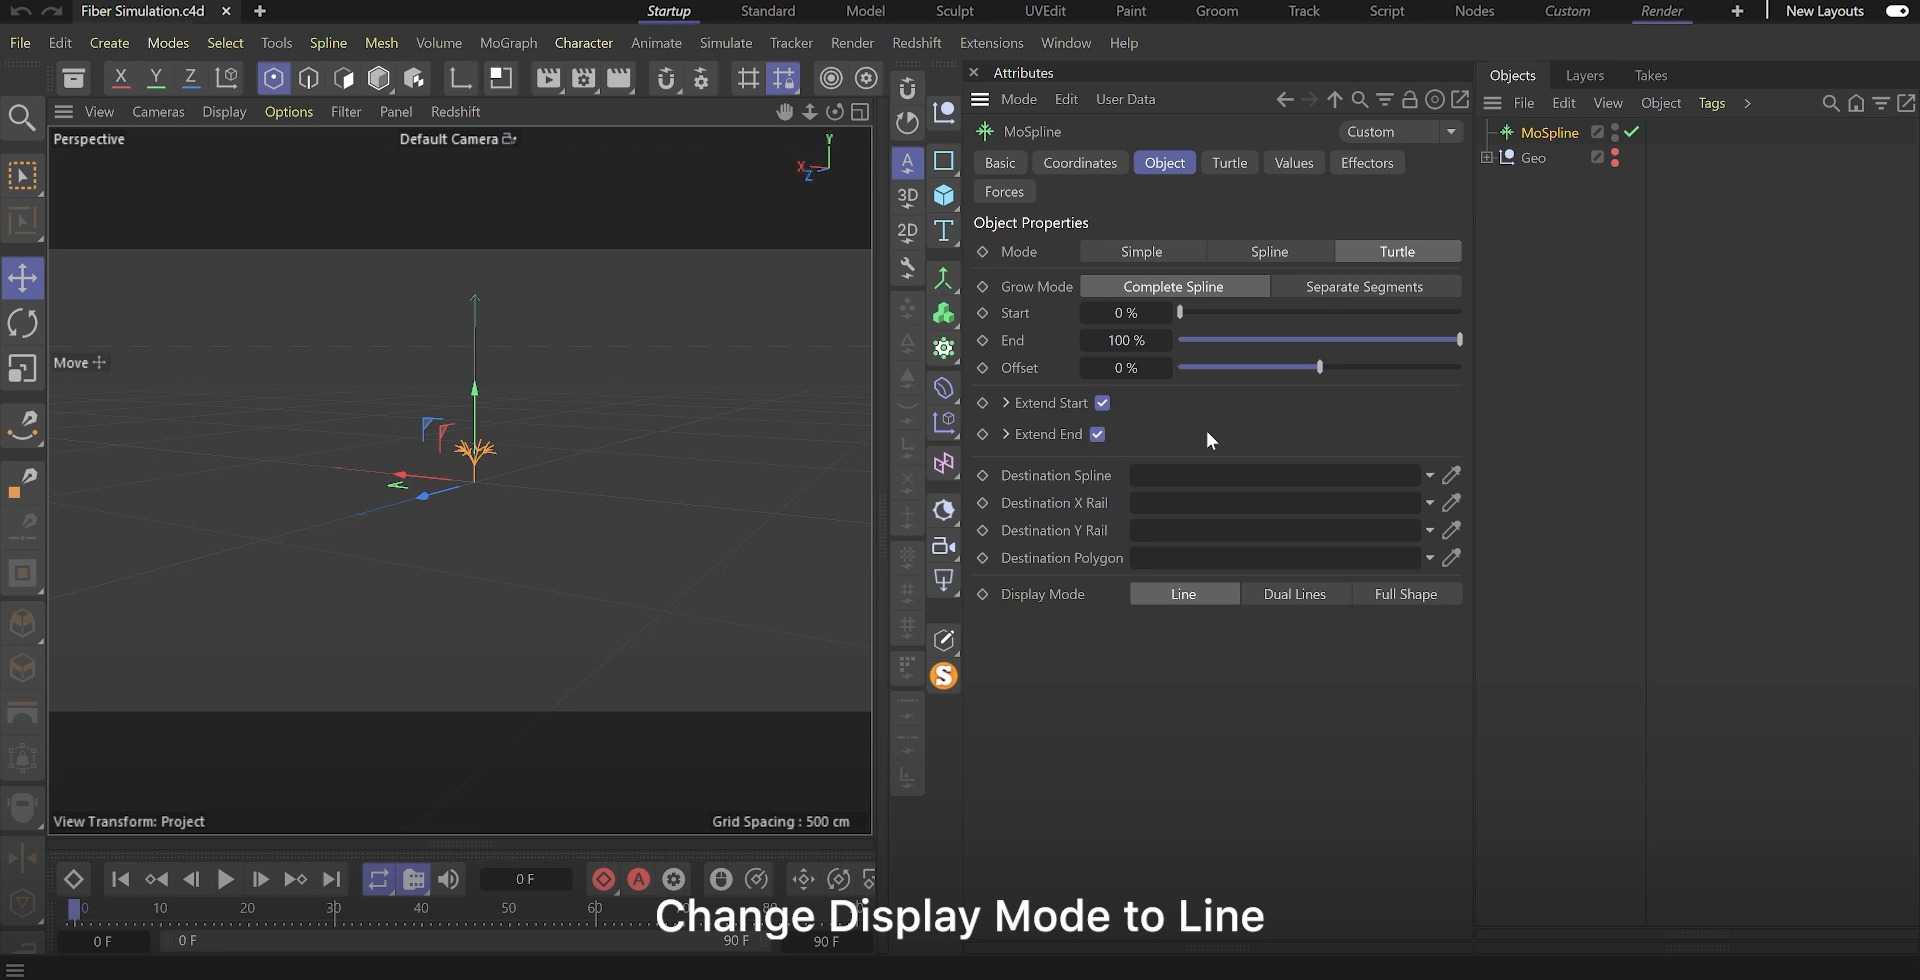 Fiber Simulation.c4d
Startup Standard Model Sculpt UVEdit Paint Groom Track Script Nodes Custom Render New Layouts
File Edit Create Modes Select Tools Spline Mesh Volume MoGraph Character Animate Simulate Tracker Render Redshift Extensions Window Help
X Y Z
View Cameras Display Options Filter Panel Redshift
Perspective
Default Camera
Y
X
Z
Move
View Transform: Project
Grid Spacing : 500 cm
A
3D
2D
T
S
Attributes
Mode Edit User Data
MoSpline
Custom
Basic Coordinates Object Turtle Values Effectors
Forces
Object Properties
Mode Simple Spline Turtle
Grow Mode Complete Spline Separate Segments
Start 0 %
End 100 %
Offset 0 %
Extend Start
Extend End
Destination Spline
Destination X Rail
Destination Y Rail
Destination Polygon
Display Mode Line Dual Lines Full Shape
Objects Layers Takes
File Edit View Object Tags
MoSpline
Geo
0 F
A
0 10 20 30 40 50 60
0 F 0 F 90 F 90 F
Change Display Mode to Line